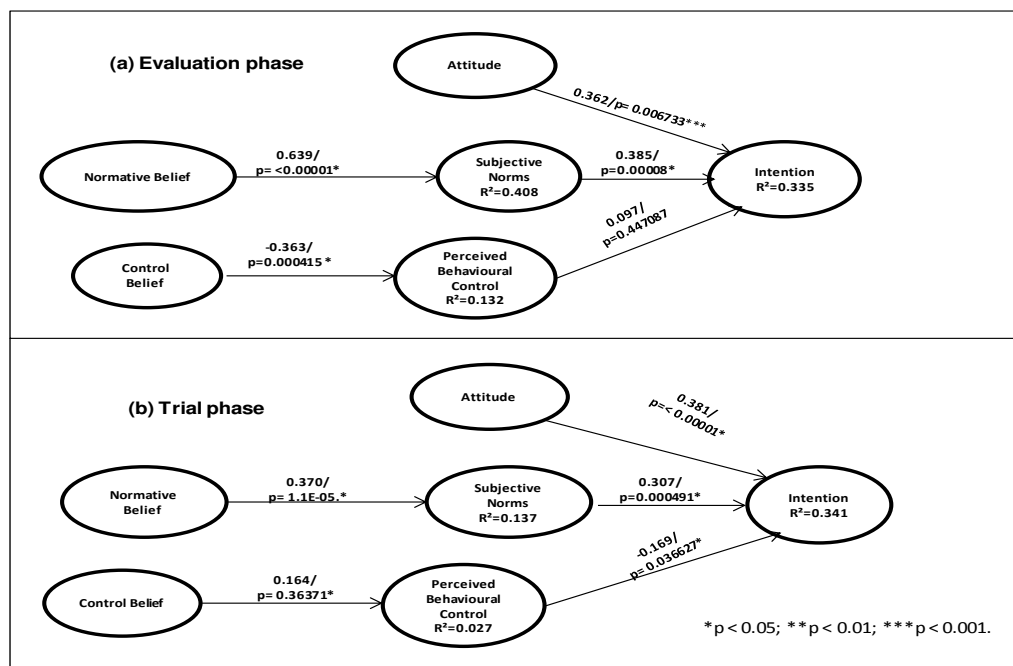 (a) Evaluation phase
Attitude
0.362/p= 0.006733***
Normative Belief
0.639/
p= <0.00001*
Subjective
Norms
R²=0.408
0.385/
p=0.00008*
Intention
R²=0.335
Control
Belief
-0.363/
p=0.000415 *
Perceived
Behavioural
Control
R²=0.132
0.097/
p=0.447087
(b) Trial phase
Attitude
0.381/
p=< 0.00001*
Normative
Belief
0.370/
p= 1.1E-05.*
Subjective
Norms
R²=0.137
0.307/
p=0.000491*
Intention
R²=0.341
Control Belief
0.164/
p= 0.36371*
Perceived
Behavioural
Control
R²=0.027
-0.169/
p= 0.036627*
*p < 0.05; **p < 0.01; ***p < 0.001.